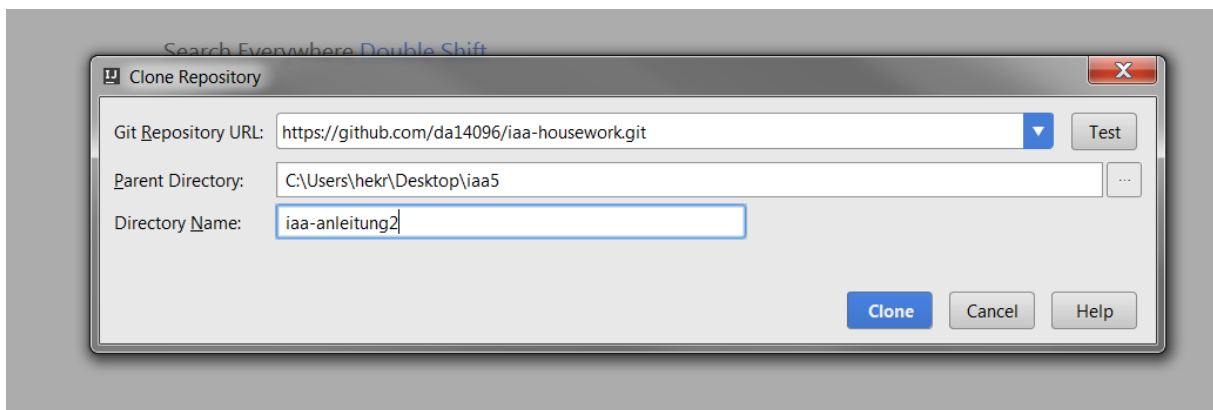 Search Everywhere Double Shift
Clone Repository
Git Repository URL: https://github.com/da14096/iaa-housework.git Test
Parent Directory: C:\Users\hekr\Desktop\iaa5 ...
Directory Name: iaa-anleitung2
Clone Cancel Help